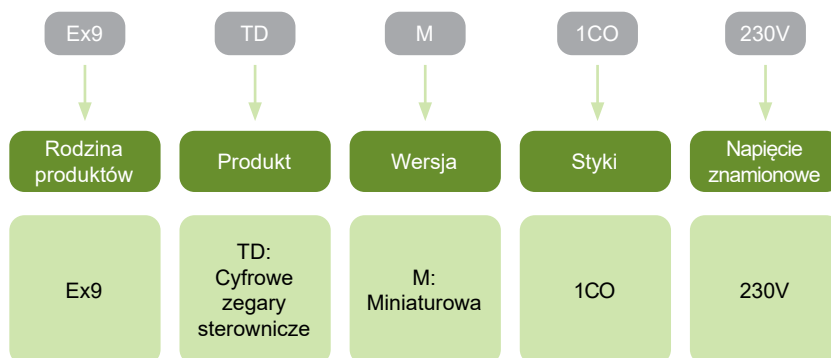 Ex9
TD
M
1CO
230V
Rodzina
produktów
Produkt
Wersja
Styki
Napięcie
znamionowe
Ex9
TD:
Cyfrowe
zegary
sterownicze
M:
Miniaturowa
1CO
230V